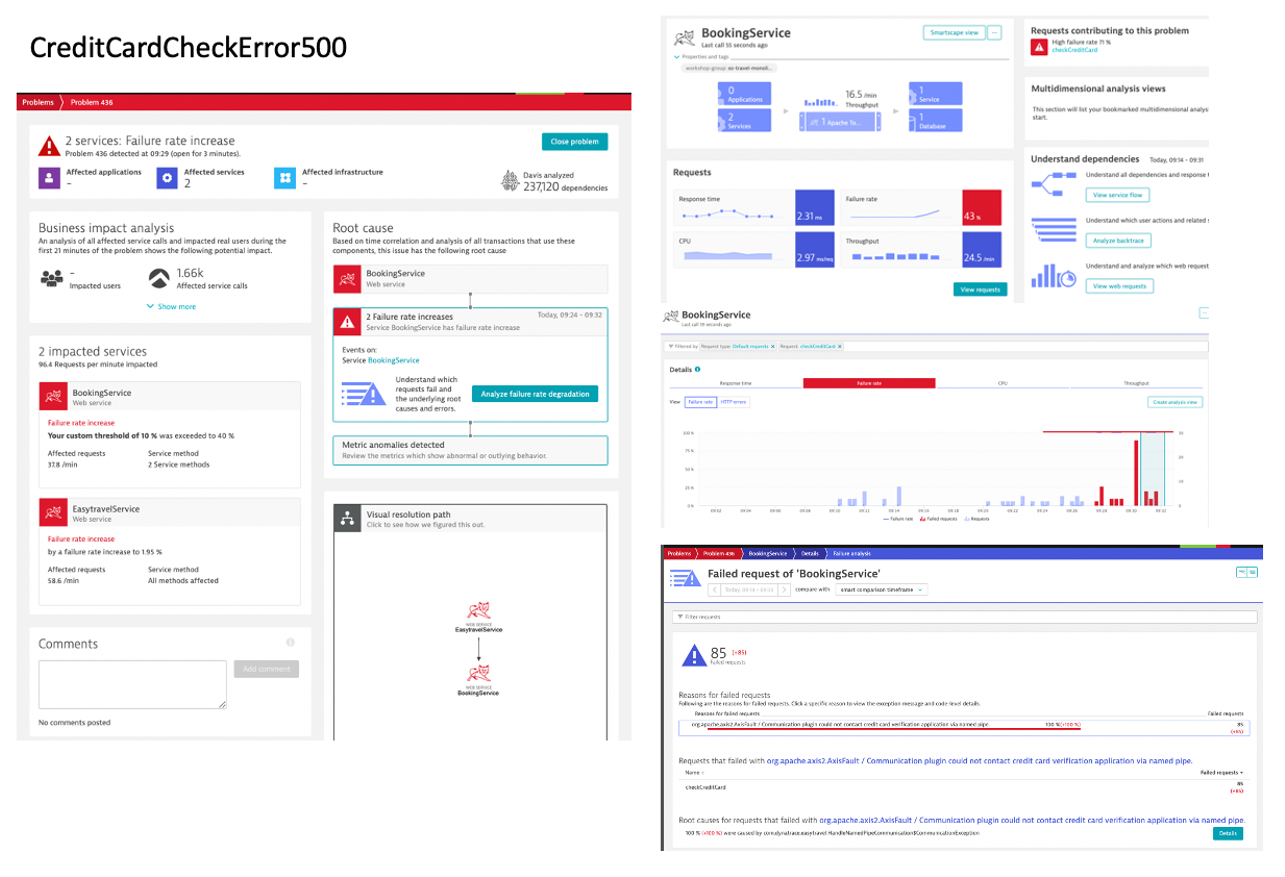 CreditCardCheckError500
Problems
Problem 436
2 services: Failure rate increase
Problem 436 detected at 09:29 (open for 3 minutes).
Close problem
Affected applications
–
Affected services
2
Affected infrastructure
–
Davis analyzed
237,120 dependencies
Business impact analysis
An analysis of all affected service calls and impacted real users during the
first 21 minutes of the problem shows the following potential impact.
–
Impacted users
1.66k
Affected service calls
Show more
2 impacted services
96.4 Requests per minute impacted
BookingService
Web service
Failure rate increase
Your custom threshold of 10 % was exceeded to 40 %
Affected requests
Service method
37.8 /min
2 Service methods
EasytravelService
Web service
Failure rate increase
by a failure rate increase to 1.95 %
Affected requests
Service method
58.6 /min
All methods affected
Comments
Add comment
No comments posted
Root cause
Based on time correlation and analysis of all transactions that use these
components, this issue has the following root cause
BookingService
Web service
2 Failure rate increases
Today, 09:24 – 09:32
Service BookingService has failure rate increase
Events on:
Service BookingService
Understand which
requests fail and
the underlying root
causes and errors.
Analyze failure rate degradation
Metric anomalies detected
Review the metrics which show abnormal or outlying behavior.
Visual resolution path
Click to see how we figured this out.
WEB SERVICE
EasytravelService
WEB SERVICE
BookingService
BookingService
Last call 55 seconds ago
Smartscape view
...
Properties and tags
0
Applications
2
Services
16.5 /min
Throughput
1 Apache To...
1
Service
1
Database
Requests
Response time
2.31 ms
Failure rate
43 %
CPU
2.97 ms/req
Throughput
24.5 /min
View requests
Requests contributing to this problem
High failure rate 71 %
checkCreditCard
Multidimensional analysis views
This section will list your bookmarked multidimensional analys
start.
Understand dependencies
Today, 09:14 – 09:31
Understand all dependencies and response t
View service flow
Understand which user actions and related s
Analyze backtrace
Understand and analyze which web request
View web requests
BookingService
Filtered by
Request type: Default requests
Request: checkCreditCard
Details
Response time
Failure rate
CPU
Throughput
View
Failure rate
HTTP errors
Create analysis view
100 %
75 %
50 %
25 %
0 %
09:02
09:04
09:06
09:08
09:10
09:12
09:14
09:16
09:18
09:20
09:22
09:24
09:26
09:28
09:30
09:32
Failure rate
Failed requests
Requests
Problems
Problem 436
BookingService
Details
Failure analysis
Failed request of 'BookingService'
compare with
smart comparison timeframe
Filter requests
85 (+85)
Failed requests
Reasons for failed requests
Following are the reasons for failed requests. Click a specific reason to view the exception message and code level details.
Reasons for failed requests
Failed requests
org.apache.axis2.AxisFault / Communication plugin could not contact credit card verification application via named pipe.
100 % (+100 %)
85
(+85)
Requests that failed with org.apache.axis2.AxisFault / Communication plugin could not contact credit card verification application via named pipe.
Name
Failed requests
checkCreditCard
85
(+85)
Root causes for requests that failed with org.apache.axis2.AxisFault / Communication plugin could not contact credit card verification application via named pipe.
100 % (+100 %) were caused by com.dynatrace.easytravel HandleNamedPipeCommunication$CommunicationException
Details